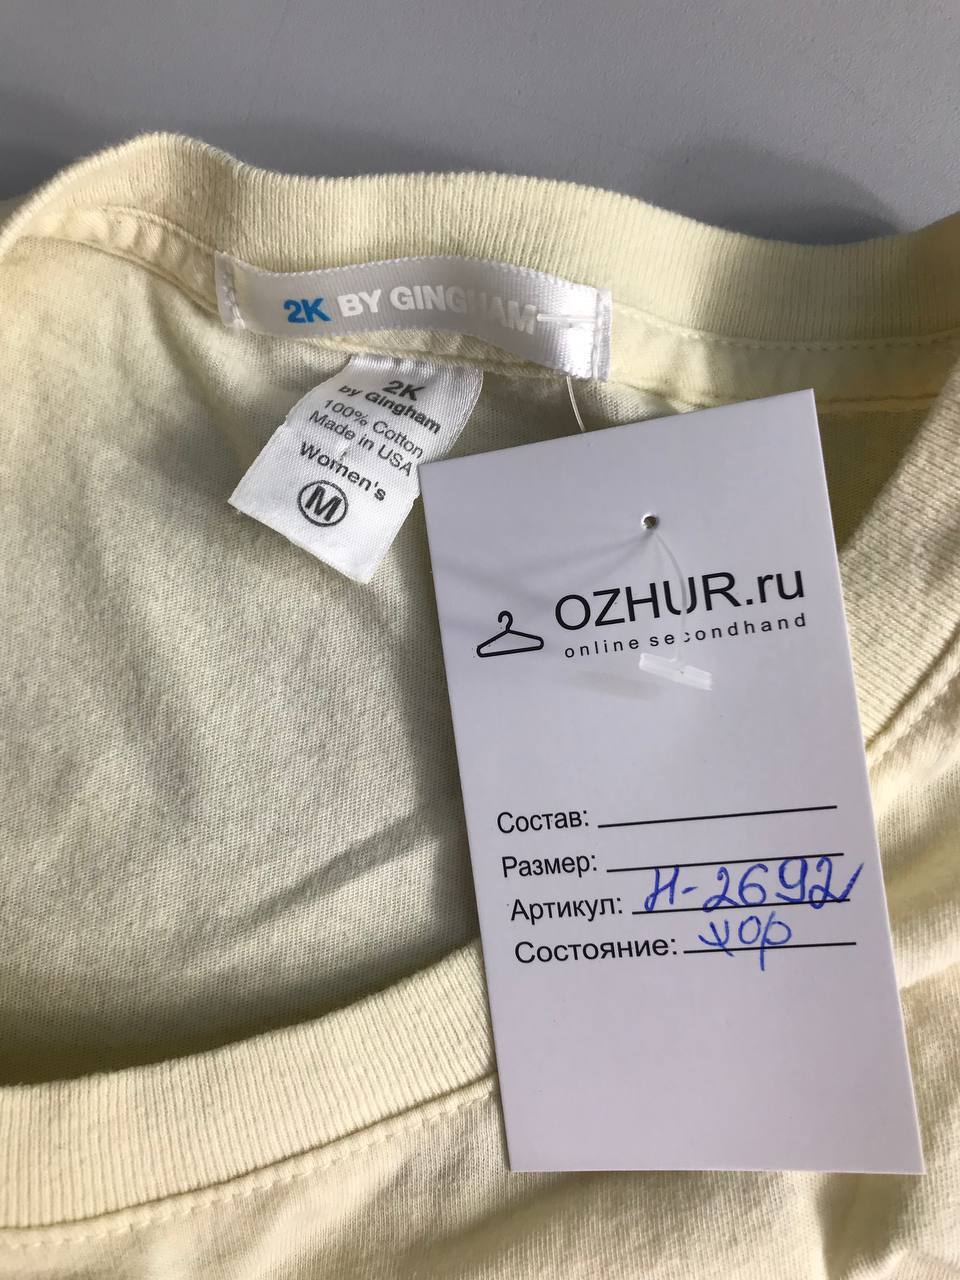 2K BY GINGHAM
2K
by Gingham
100% Cotton
Made in USA
Women's
M
OZHUR.ru
online secondhand
Состав:
Размер:
Артикул: Н-2692
Состояние: хор